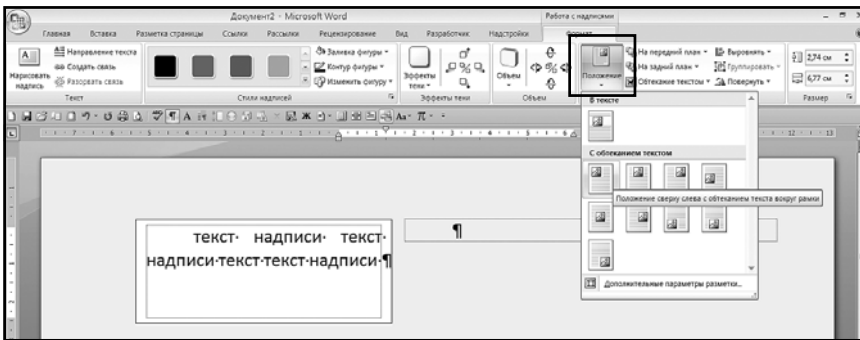 Документ2 - Microsoft Word
Работа с надписями
Главная Вставка Разметка страницы Ссылки Рассылки Рецензирование Вид Разработчик Надстройки Формат
Направление текста
Создать связь
Разорвать связь
Нарисовать надпись
Текст
Стили надписей
Заливка фигуры
Контур фигуры
Изменить фигуру
Эффекты тени
Эффекты тени
Объем
Объем
Положение
На передний план
На задний план
Обтекание текстом
Выровнять
Группировать
Повернуть
2,74 см
6,77 см
Размер
В тексте
С обтеканием текстом
Положение сверху слева с обтеканием текста вокруг рамки
Дополнительные параметры разметки...
текст· надписи· текст·
надписи·текст·текст·надписи·¶
¶